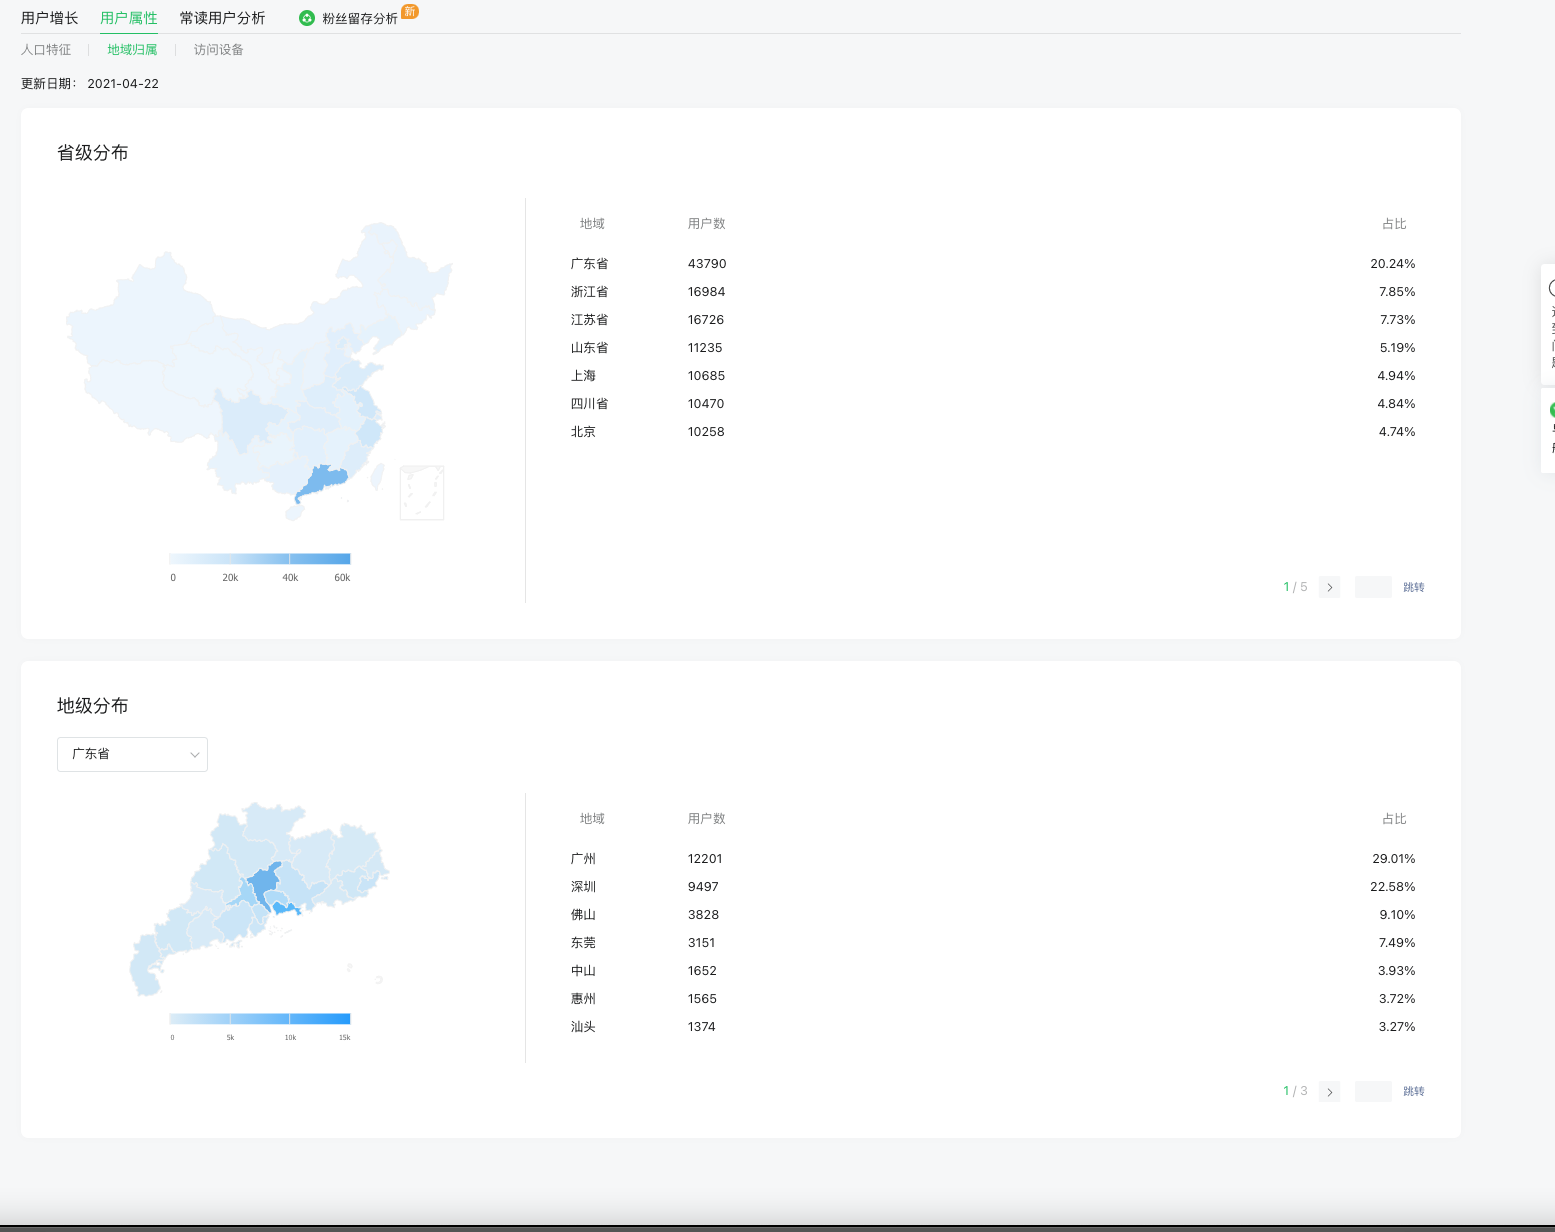 用户增长 用户属性 常读用户分析 粉丝留存分析 新
人口特征 地域归属 访问设备
更新日期： 2021-04-22
省级分布
地域 用户数 占比
广东省 43790 20.24%
浙江省 16984 7.85%
江苏省 16726 7.73%
山东省 11235 5.19%
上海 10685 4.94%
四川省 10470 4.84%
北京 10258 4.74%
0 20k 40k 60k
1 / 5 跳转
地级分布
广东省
地域 用户数 占比
广州 12201 29.01%
深圳 9497 22.58%
佛山 3828 9.10%
东莞 3151 7.49%
中山 1652 3.93%
惠州 1565 3.72%
汕头 1374 3.27%
0 5k 10k 15k
1 / 3 跳转